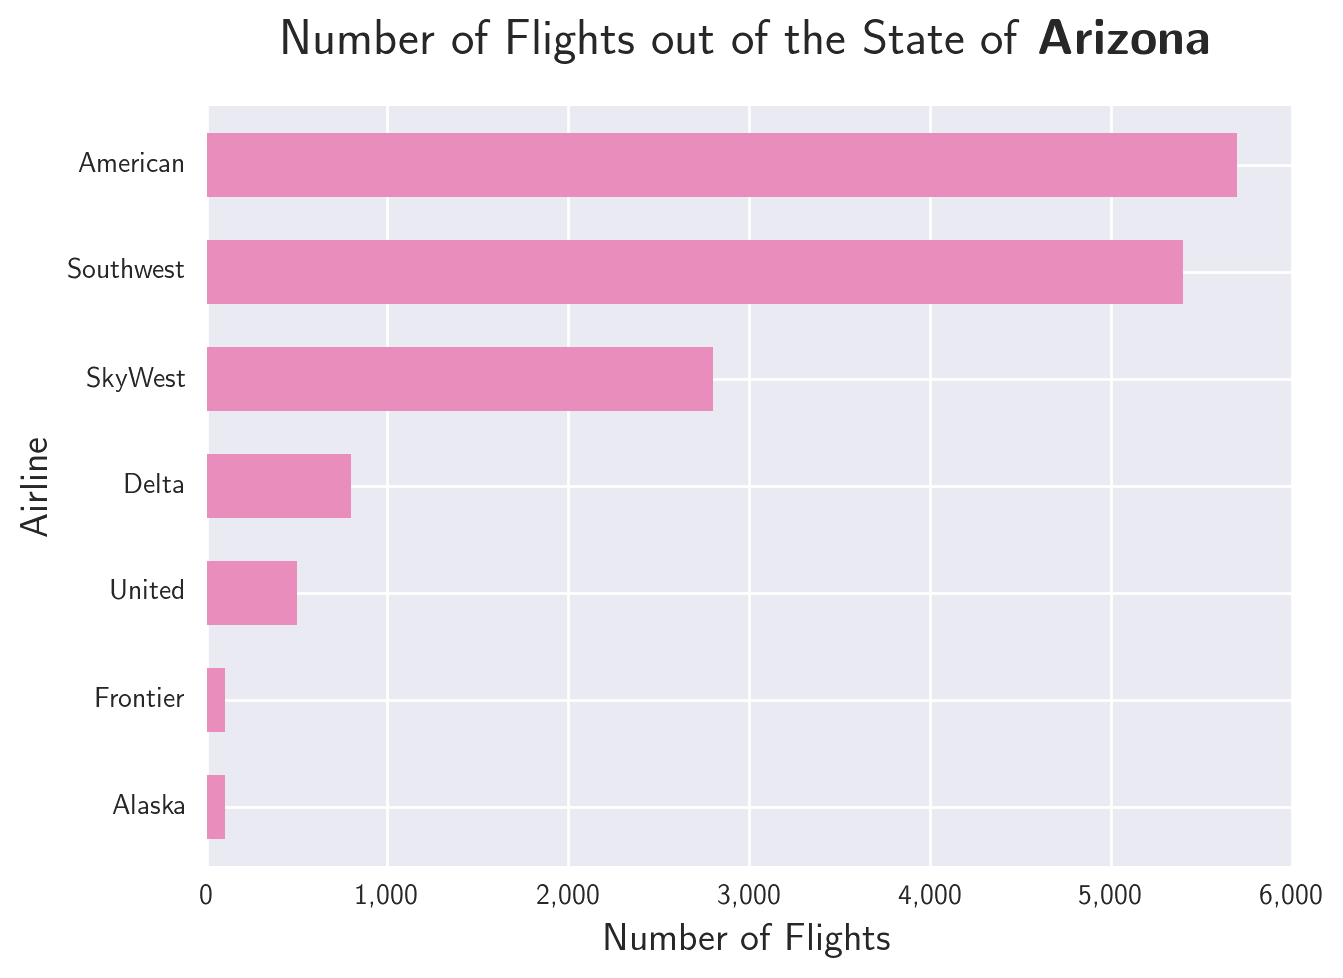 Number of Flights out of the State of Arizona
American
Southwest
SkyWest
Delta
United
Frontier
Alaska
Airline
0 1,000 2,000 3,000 4,000 5,000 6,000
Number of Flights